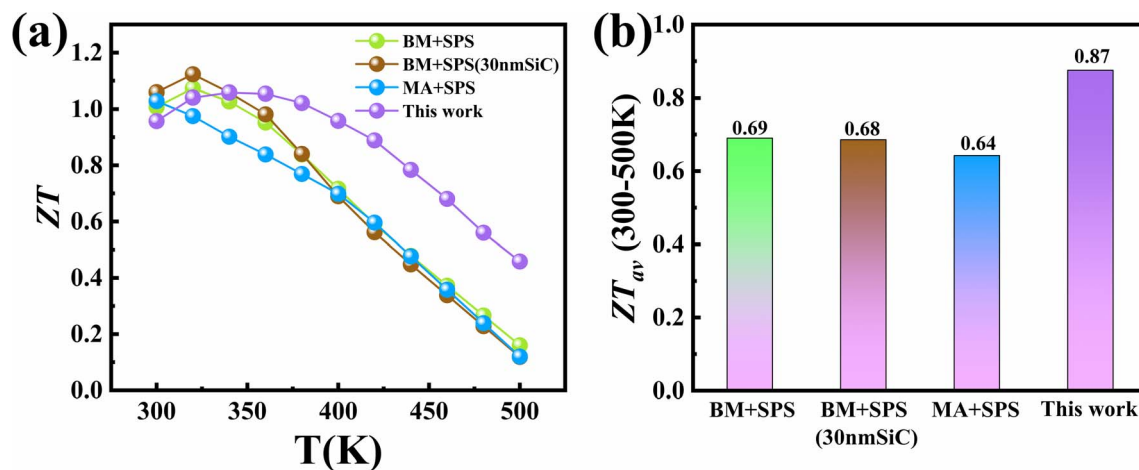 (a)
ZT
1.2
1.0
0.8
0.6
0.4
0.2
0.0
BM+SPS
BM+SPS(30nmSiC)
MA+SPS
This work
300
350
400
450
500
T(K)
(b)
ZTav (300-500K)
1.0
0.8
0.6
0.4
0.2
0.0
0.69
0.68
0.64
0.87
BM+SPS
BM+SPS
(30nmSiC)
MA+SPS
This work